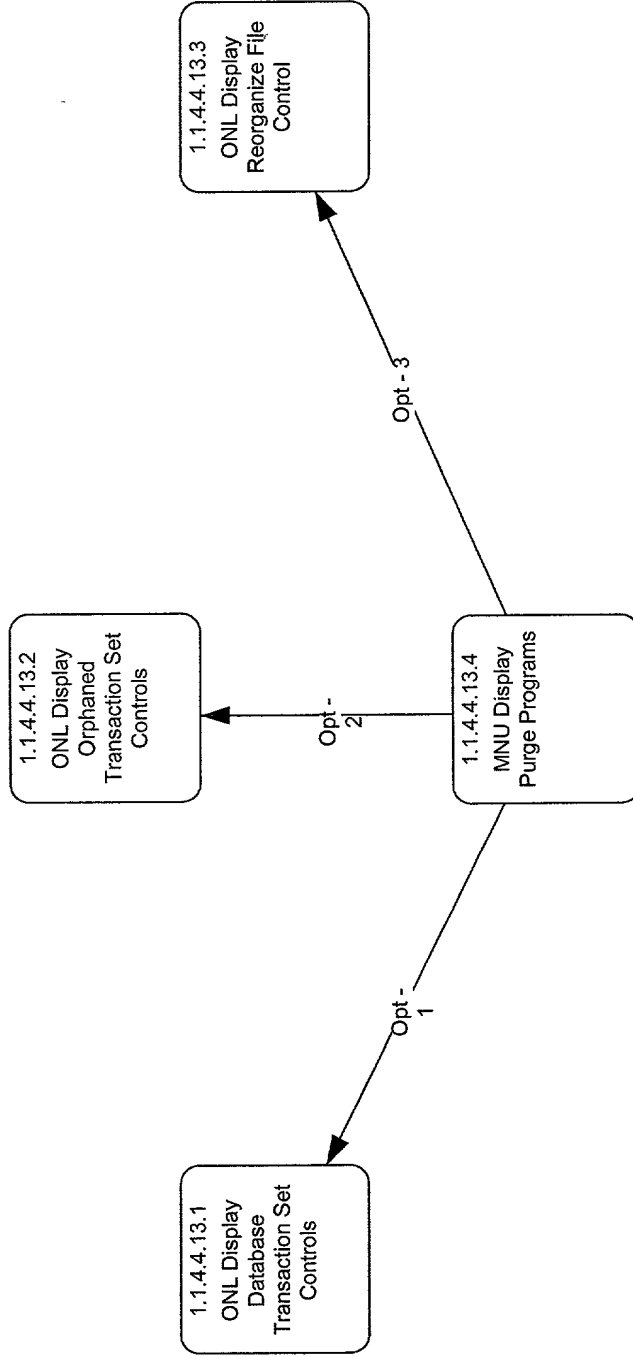 1.1.4.4.13.2
ONL Display
Orphaned
Transaction Set
Controls
1.1.4.4.13.1
ONL Display
Database
Transaction Set
Controls
1.1.4.4.13.3
ONL Display
Reorganize File
Control
Opt -
1
Opt -
2
Opt - 3
1.1.4.4.13.4
MNU Display
Purge Programs